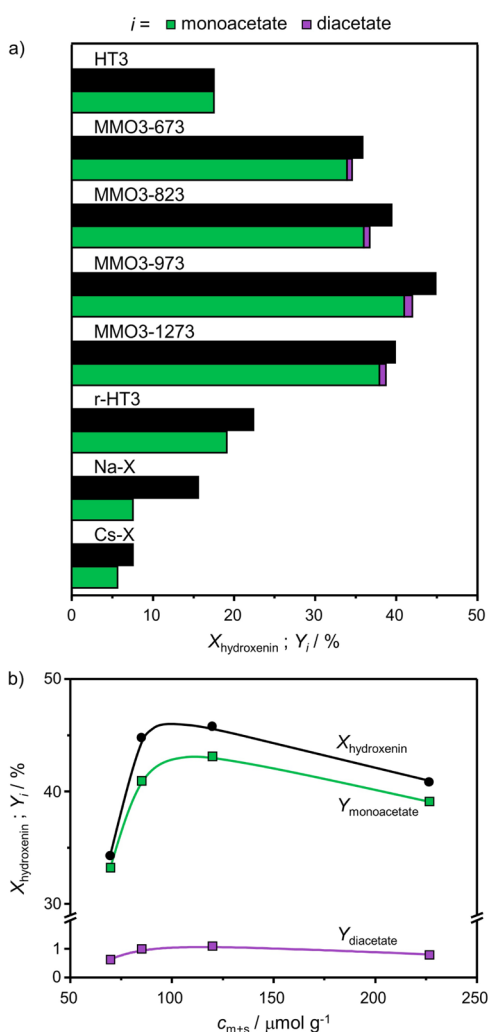 i = monoacetate diacetate
a)
HT3
MMO3-673
MMO3-823
MMO3-973
MMO3-1273
r-HT3
Na-X
Cs-X
0 10 20 30 40 50
Xhydroxenin ; Yi / %
b)
50
40
30
1
0
Xhydroxenin ; Yi / %
Xhydroxenin
Ymonoacetate
Ydiacetate
50 100 150 200 250
cm+s / μmol g-1